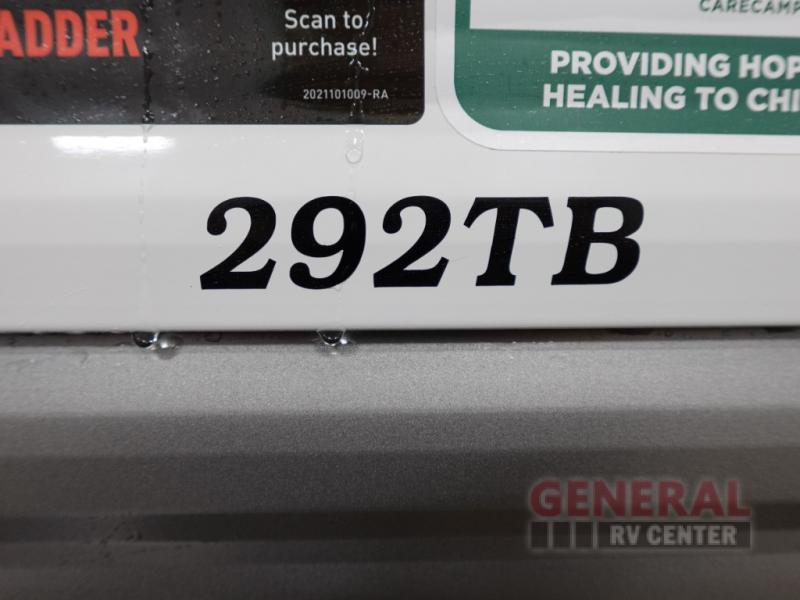 ADDER
Scan to
purchase!
2021101009-RA
CARECAMP
PROVIDING HOP
HEALING TO CHI
292TB
GENERAL
RV CENTER